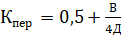 Кпер = 0,5 + В/4Д